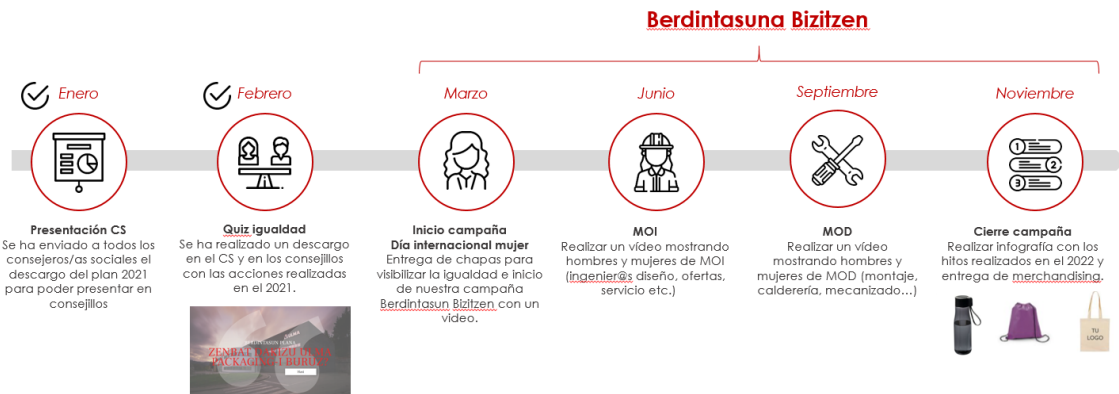 Berdintasuna Bizitzen
Enero
Febrero
Marzo
Junio
Septiembre
Noviembre
1
2
3
Presentación CS
Se ha enviado a todos los
consejeros/as sociales el
descargo del plan 2021
para poder presentar en
consejillos
Quiz igualdad
Se ha realizado un descargo
en el CS y en los consejillos
con las acciones realizadas
en el 2021.
Inicio campaña
Día internacional mujer
Entrega de chapas para
visibilizar la igualdad e inicio
de nuestra campaña
Berdintasun Bizitzen con un
video.
MOI
Realizar un vídeo mostrando
hombres y mujeres de MOI
(ingenier@s diseño, ofertas,
servicio etc.)
MOD
Realizar un vídeo
mostrando hombres y
mujeres de MOD (montaje,
calderería, mecanizado…)
Cierre campaña
Realizar infografía con los
hitos realizados en el 2022 y
entrega de merchandising.
TU
LOGO